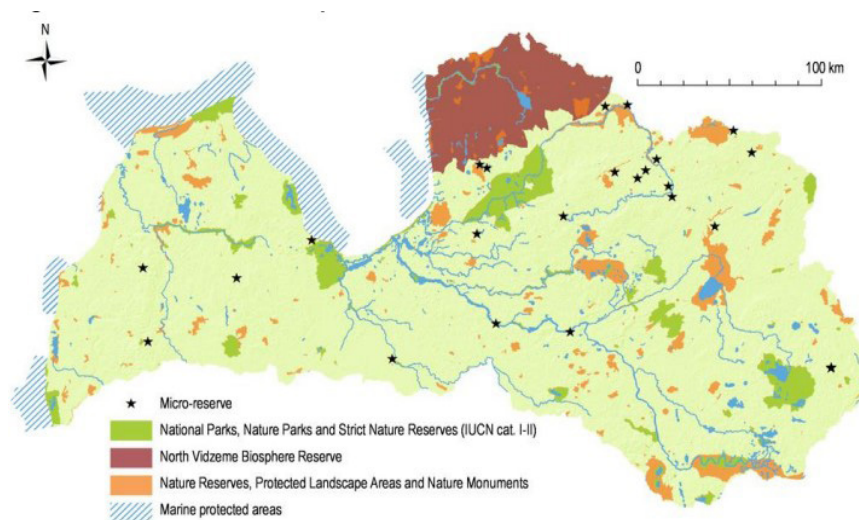 N
0 100 km
Micro-reserve
National Parks, Nature Parks and Strict Nature Reserves (IUCN cat. I-II)
North Vidzeme Biosphere Reserve
Nature Reserves, Protected Landscape Areas and Nature Monuments
Marine protected areas